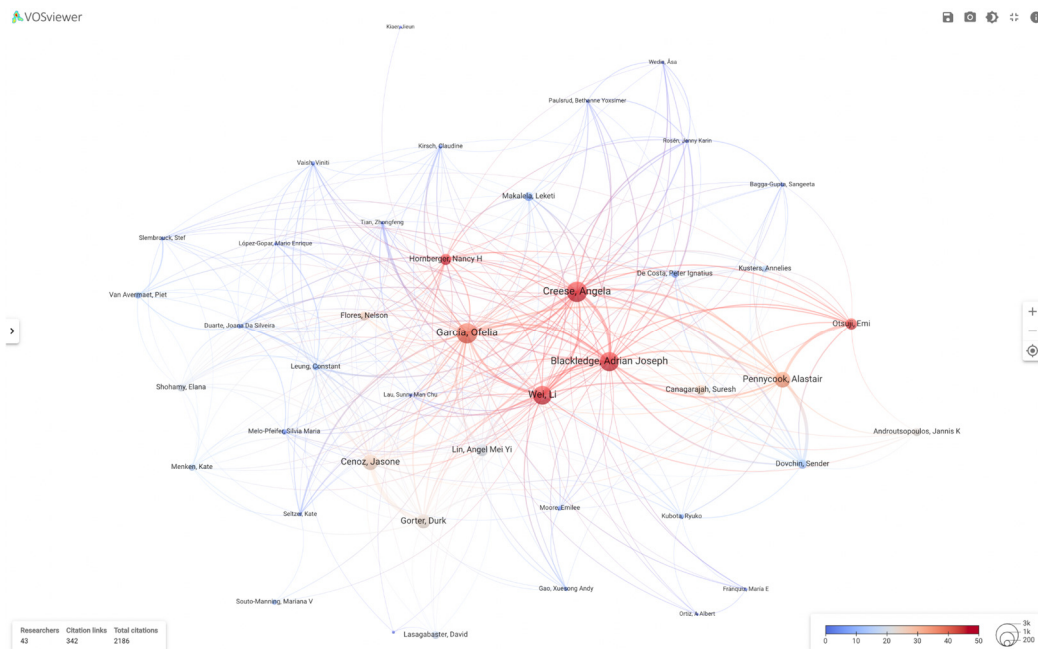 VOSviewer
Kim, Jieun
Wedin, Åsa
Paulsrud, BethAnne Yoxsimer
Rosén, Jenny Karin
Kirsch, Claudine
Vaish, Viniti
Bagga-Gupta, Sangeeta
Makalela, Leketi
Tian, Zhongfeng
Slembrouck, Stef
López-Gopar, Mario Enrique
Hornberger, Nancy H
Kusters, Annelies
De Costa, Peter Ignatius
Creese, Angela
Van Avermaet, Piet
Flores, Nelson
Otsuji, Emi
Duarte, Joana Da Silveira
García, Ofelia
Blackledge, Adrian Joseph
Leung, Constant
Pennycook, Alastair
Shohamy, Elana
Canagarajah, Suresh
Lau, Sunny Man Chu
Wei, Li
Melo-Pfeifer, Silvia Maria
Androutsopoulos, Jannis K
Lin, Angel Mei Yi
Cenoz, Jasone
Dovchin, Sender
Menken, Kate
Moore, Emilee
Seltzer, Kate
Kubota, Ryuko
Gorter, Durk
Gao, Xuesong Andy
Franquiz, Maria E
Souto-Manning, Mariana V
Ortiz, A Albert
Lasagabaster, David
Researchers Citation links Total citations
43 342 2186
0 10 20 30 40 50
3k
1k
200